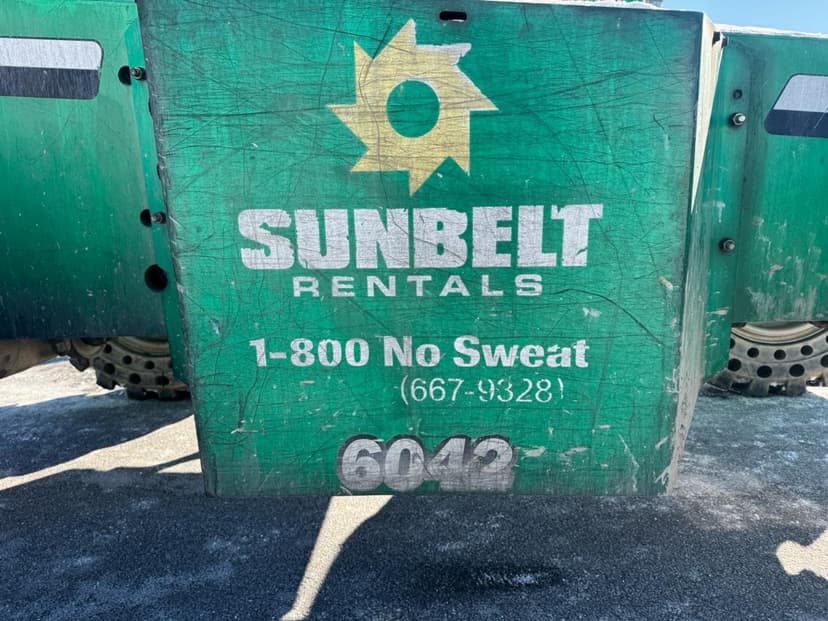 SUNBELT
RENTALS
1-800 No Sweat
(667-9328)
6042